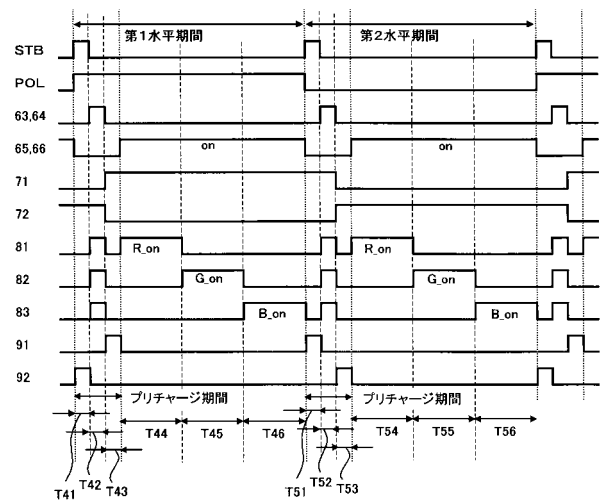 第1水平期間 第2水平期間
STB
POL
63,64
65,66 on on
71
72
81 R_on R_on
82 G_on G_on
83 B_on B_on
91
92
プリチャージ期間 プリチャージ期間
T44 T45 T46 T54 T55 T56
T41 T42 T43 T51 T52 T53